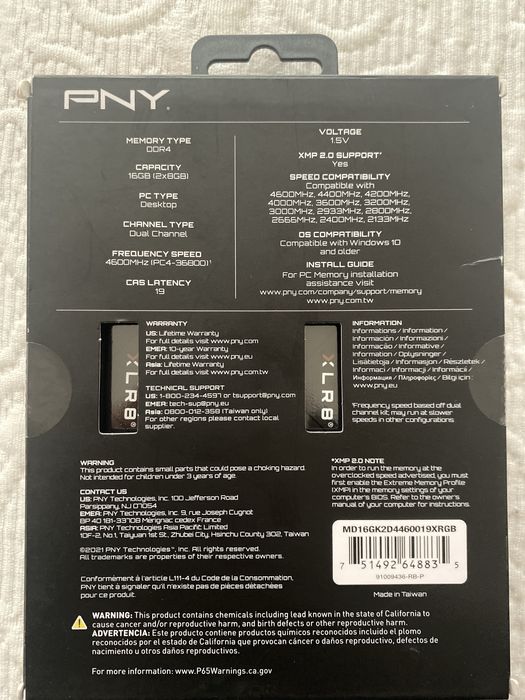 PNY.
MEMORY TYPE
DDR4
CAPACITY
16GB (2x8GB)
PC TYPE
Desktop
CHANNEL TYPE
Dual Channel
FREQUENCY SPEED
4600MHz (PC4-36800)¹
CAS LATENCY
19
VOLTAGE
1.5V
XMP 2.0 SUPPORT*
Yes
SPEED COMPATIBILITY
Compatible with
4600MHz, 4400MHz, 4200MHz,
4000MHz, 3600MHz, 3200MHz,
3000MHz, 2933MHz, 2800MHz,
2666MHz, 2400MHz, 2133MHz
OS COMPATIBILITY
Compatible with Windows 10
and older
INSTALL GUIDE
For PC Memory installation
assistance visit
www.pny.com/company/support/memory
www.pny.com.tw
XLR8®
WARRANTY
US: Lifetime Warranty
For full details visit www.pny.com
EMER: 10-year Warranty
For full details visit www.pny.eu
Asia: Lifetime Warranty
For full details visit www.pny.com.tw
TECHNICAL SUPPORT
US: 1-800-234-4597 or tsupport@pny.com
EMER: tech-sup@pny.eu
Asia: 0800-012-358 (Taiwan only)
For other regions please contact local
supplier.
XLR8®
INFORMATION
Informations / Information /
Información / Informazioni /
Informação / Informative /
Information / Oplysninger /
Lisätietoja / Informasjon / Részletek /
Informaci / Informacji / Informácií /
Информация / Πληροφορίες / Bilgi için :
www.pny.eu
¹Frequency speed based off dual
channel kit; may run at slower
speeds in other configurations
WARNING
This product contains small parts that could pose a choking hazard.
Not intended for children under 3 years of age.
CONTACT US
US: PNY Technologies, Inc. 100 Jefferson Road
Parsippany, NJ 07054
EMER: PNY Technologies Europe, 9, rue Joseph Cugnot
BP 40 181-33708 Mérignac cedex France
ASIA: PNY Technologies Asia Pacific Limited
10F-2, No.1, Taiyuan 1st St., Zhubei City, Hsinchu County 302, Taiwan.
©2021 PNY Technologies, Inc. All rights reserved.
All trademarks are properties of their respective owners.
Conformément à l'article L111-4 du Code de la Consommation,
PNY tient à signaler qu'il n'existe pas de pièces détachées
pour ce produit.
*XMP 2.0 NOTE
In order to run the memory at the
overclocked speed advertised, you must
first enable the Extreme Memory Profile
(XMP) in the memory settings of your
computer's BIOS. Refer to the owner's
manual of your computer for instruction.
MD16GK2D4460019XRGB
7 51492 64883 5
91009436-RB-P
Made in Taiwan
WARNING: This product contains chemicals including lead known in the state of California to
cause cancer and/or reproductive harm, and birth defects or other reproductive harm.
ADVERTENCIA: Este producto contiene productos químicos reconocidos incluido el plomo
reconocidos por el estado de California que provocan cáncer o daños reproductivo, defectos de
nacimiento u otros daños reproductivo.
For more information: www.P65Warnings.ca.gov